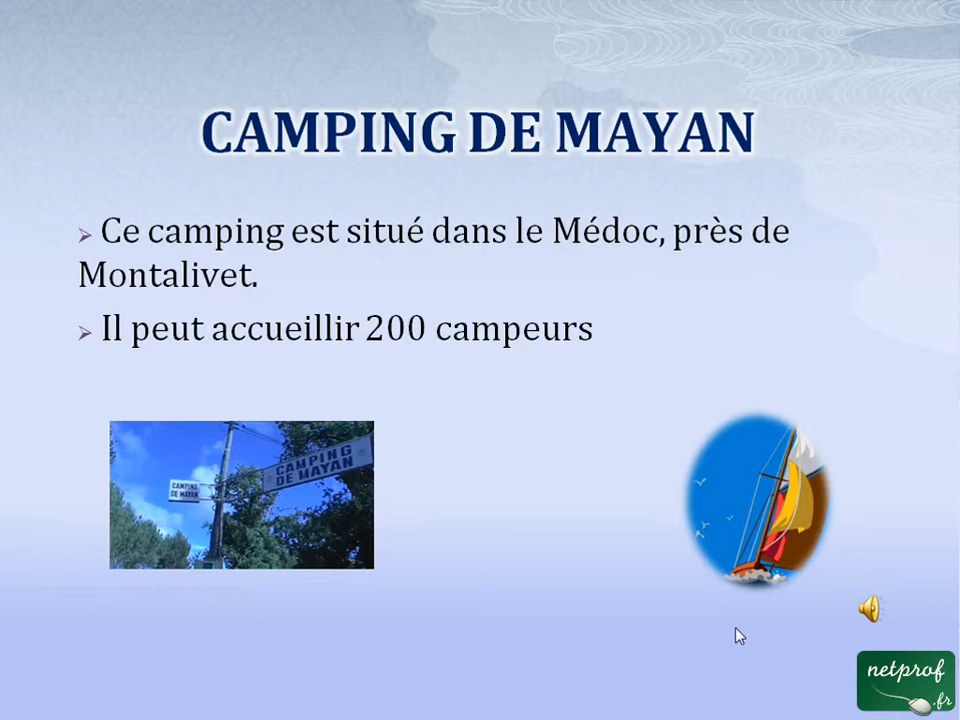 CAMPING DE MAYAN
Ce camping est situé dans le Médoc, près de
Montalivet.
Il peut accueillir 200 campeurs
CAMPING
DE MAYAN
CAMPING
DE MAYAN
netprof
.fr